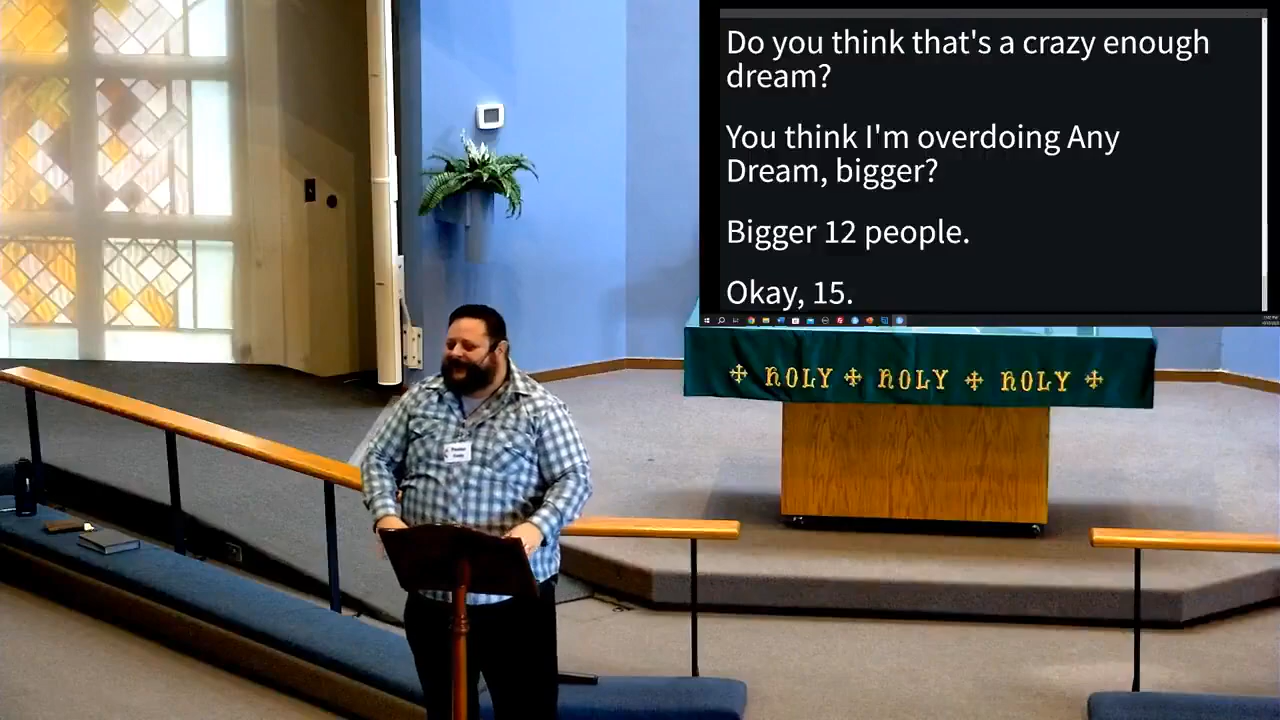 Do you think that's a crazy enough
dream?
You think I'm overdoing Any
Dream, bigger?
Bigger 12 people.
Okay, 15.
HOLY HOLY HOLY